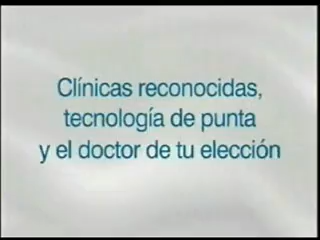 Clínicas reconocidas,
tecnología de punta
y el doctor de tu elección